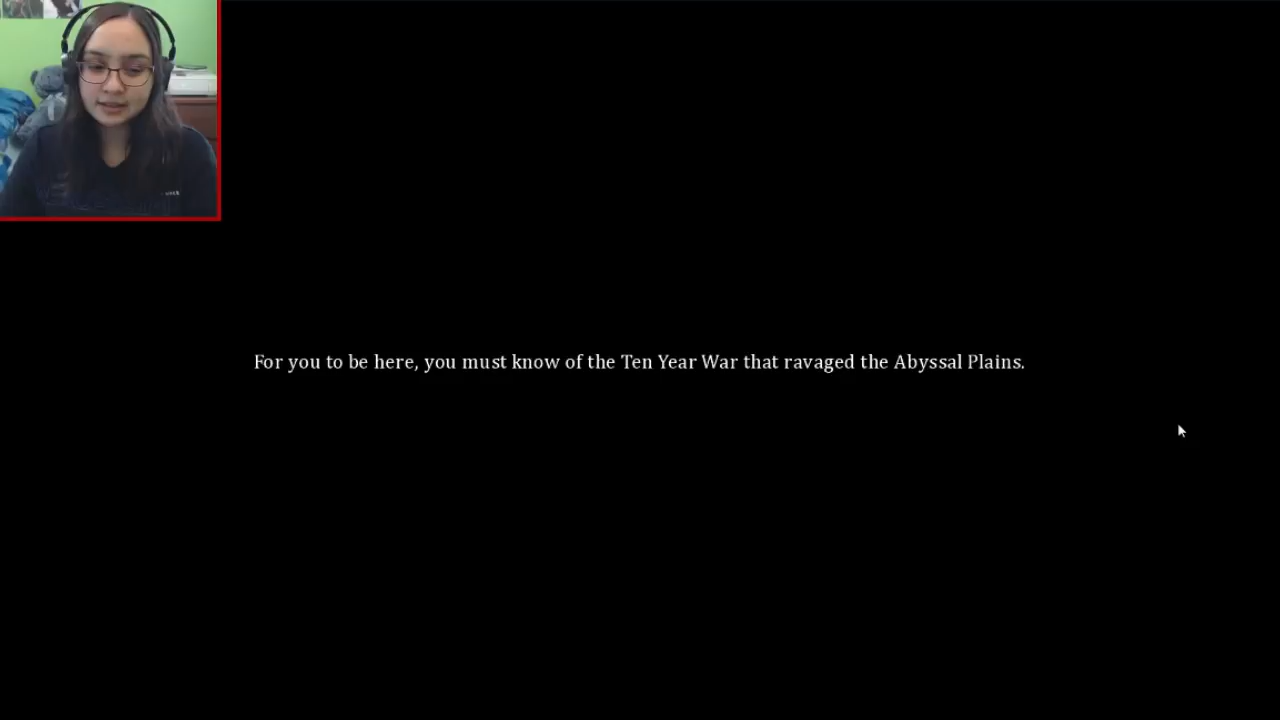 For you to be here, you must know of the Ten Year War that ravaged the Abyssal Plains.